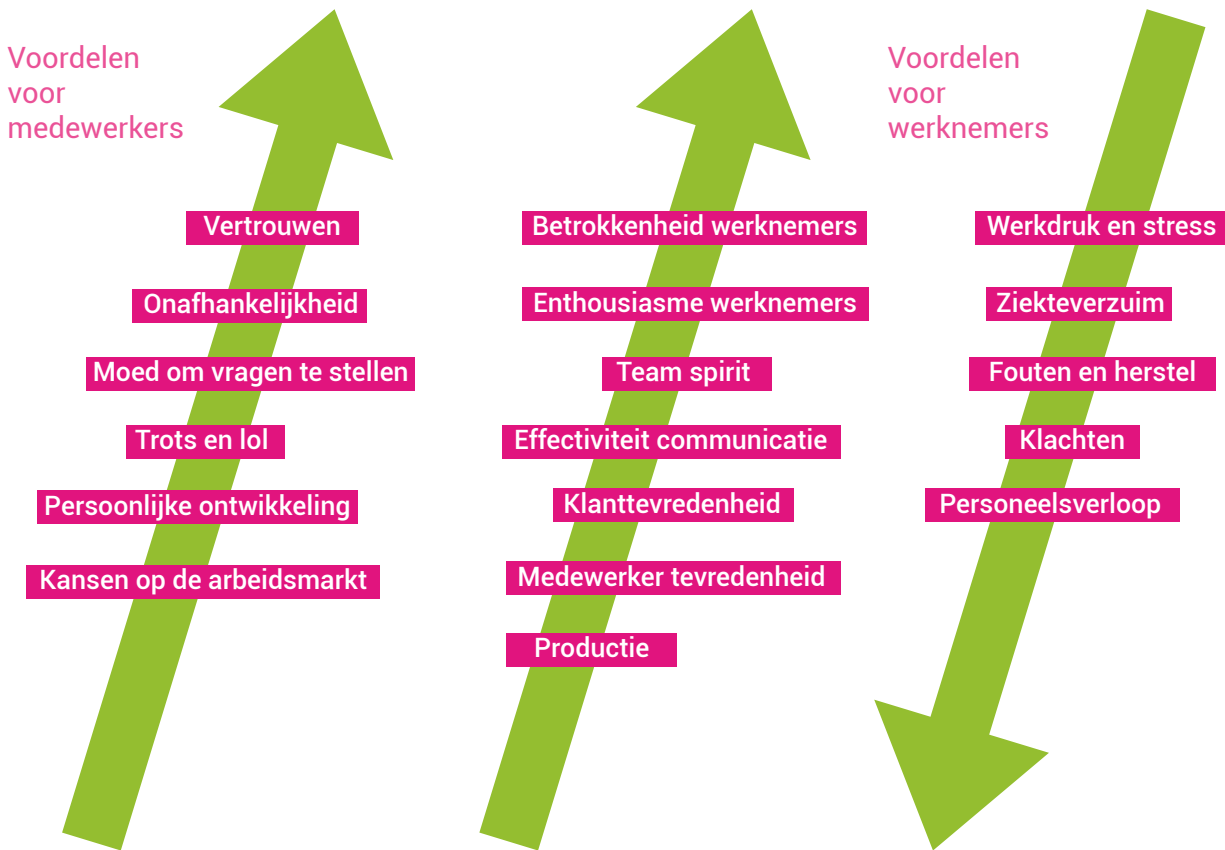 Voordelen
voor
medewerkers
Vertrouwen
Onafhankelijkheid
Moed om vragen te stellen
Trots en lol
Persoonlijke ontwikkeling
Kansen op de arbeidsmarkt
Betrokkenheid werknemers
Enthousiasme werknemers
Team spirit
Effectiviteit communicatie
Klanttevredenheid
Medewerker tevredenheid
Productie
Voordelen
voor
werknemers
Werkdruk en stress
Ziekteverzuim
Fouten en herstel
Klachten
Personeelsverloop